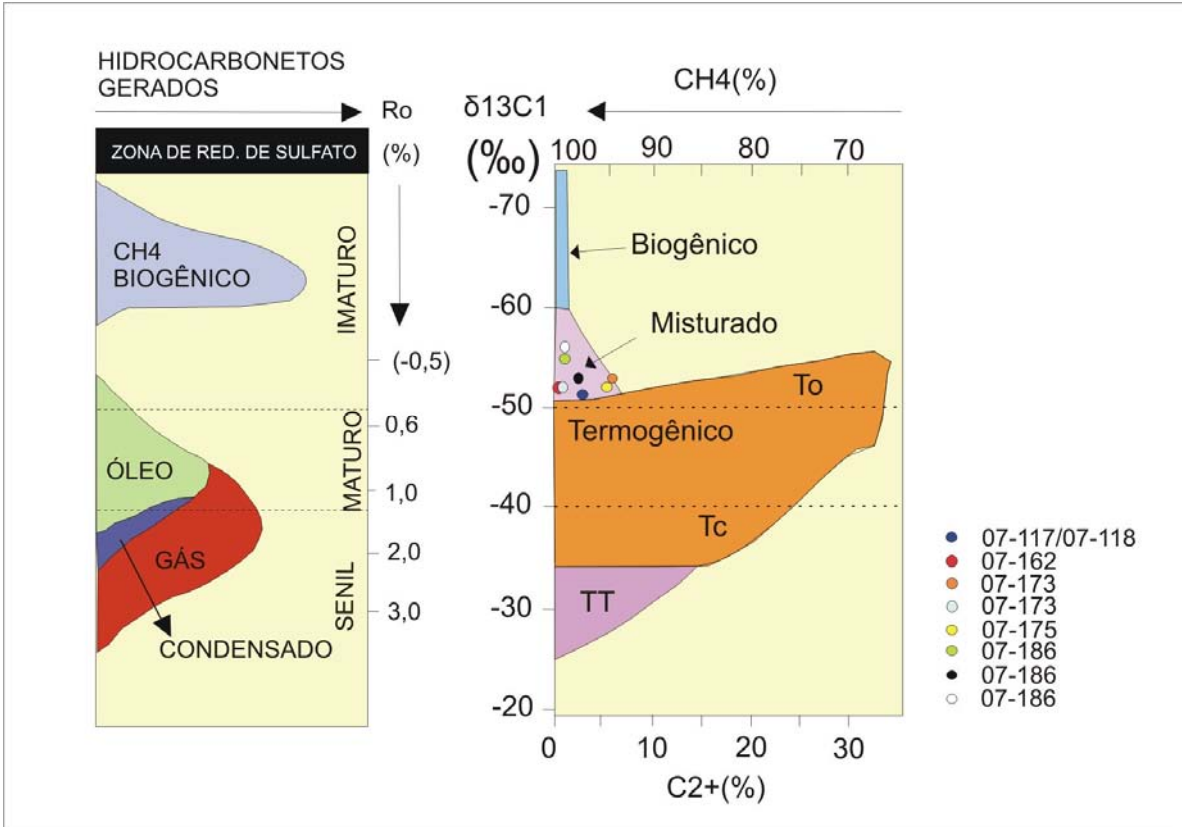 HIDROCARBONETOS
GERADOS
Ro
(%)
ZONA DE RED. DE SULFATO
CH4
BIOGÊNICO
IMATURO
(-0,5)
0,6
MATURO
ÓLEO
1,0
GÁS
2,0
SENIL
3,0
CONDENSADO
δ13C1
(‰)
CH4(%)
100 90 80 70
-70
Biogênico
-60
Misturado
-50
To
Termogênico
-40
Tc
-30
TT
-20
0 10 20 30
C2+(%)
07-117/07-118
07-162
07-173
07-173
07-175
07-186
07-186
07-186